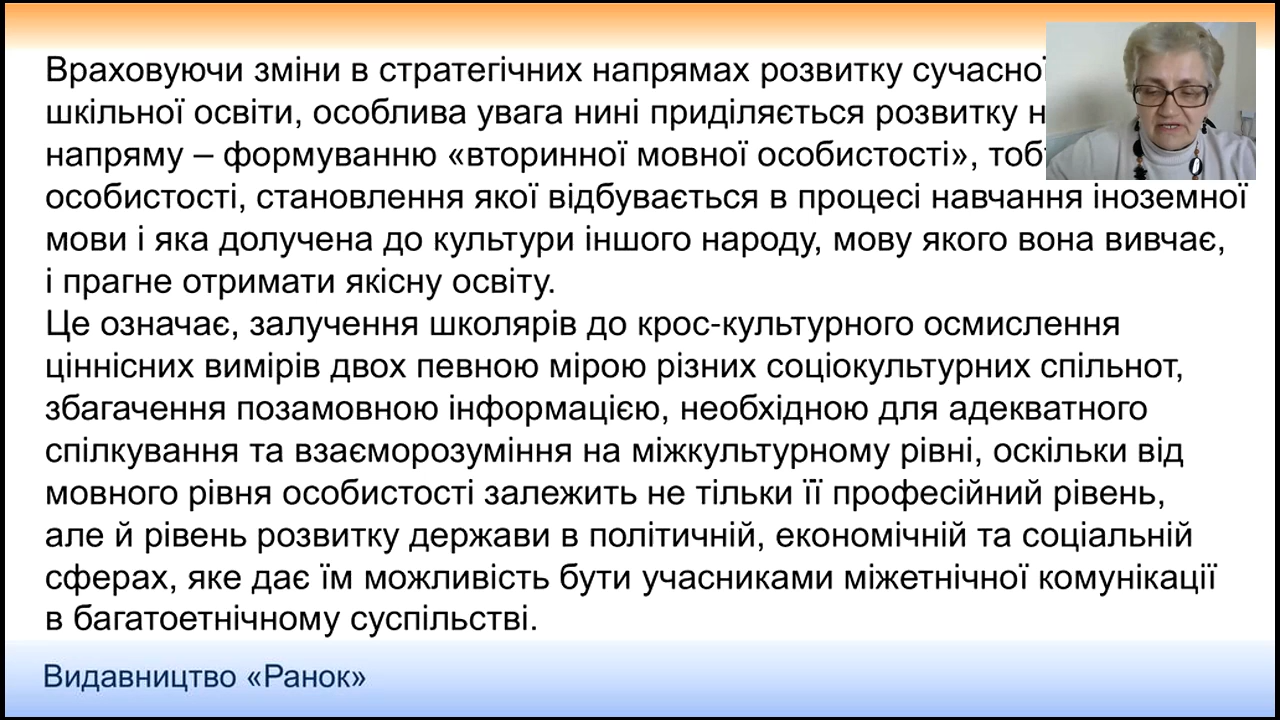 Враховуючи зміни в стратегічних напрямах розвитку сучасної
шкільної освіти, особлива увага нині приділяється розвитку
напряму – формуванню «вторинної мовної особистості»,
особистості, становлення якої відбувається в процесі навчання іноземної
мови і яка долучена до культури іншого народу, мову якого вона вивчає,
і прагне отримати якісну освіту.
Це означає, залучення школярів до крос-культурного осмислення
ціннісних вимірів двох певною мірою різних соціокультурних спільнот,
збагачення позамовною інформацією, необхідною для адекватного
спілкування та взаєморозуміння на міжкультурному рівні, оскільки від
мовного рівня особистості залежить не тільки її професійний рівень,
але й рівень розвитку держави в політичній, економічній та соціальній
сферах, яке дає їм можливість бути учасниками міжетнічної комунікації
в багатоетнічному суспільстві.
Видавництво «Ранок»